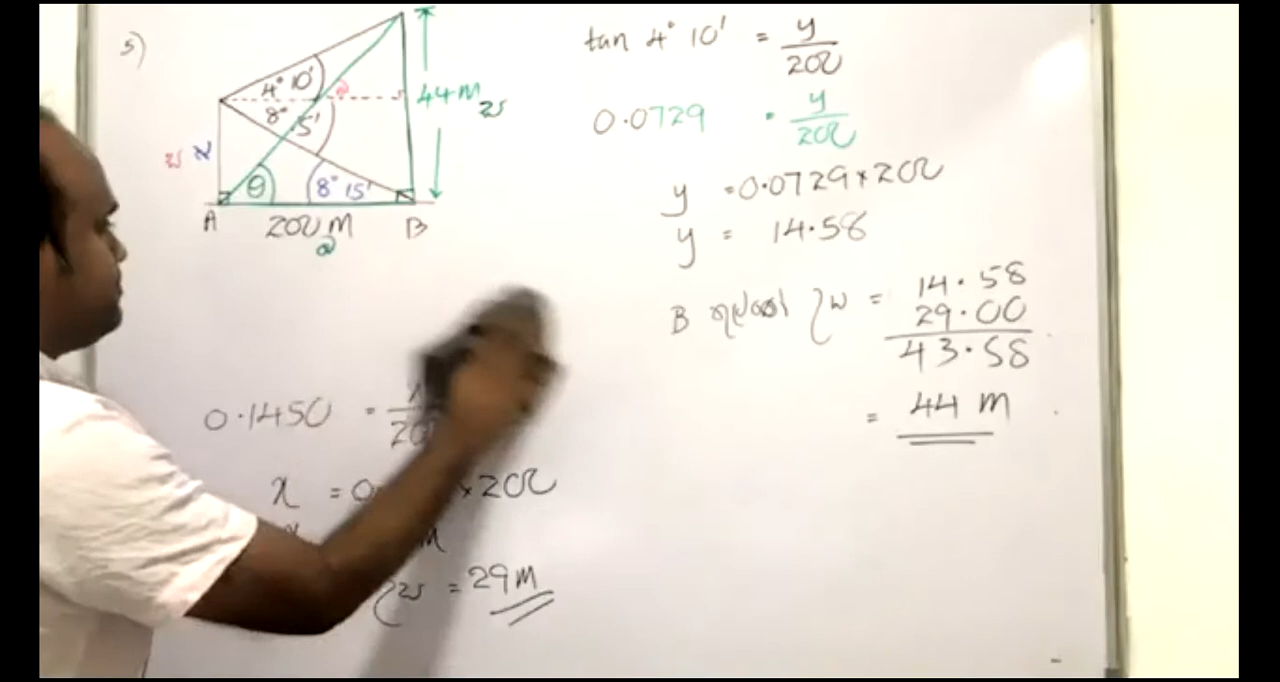 5)
4° 10'
8° 15'
44 m
θ
8° 15'
x
A 200 m B
tan 4° 10' = y/200
0.0729 = y/200
y = 0.0729 × 200
y = 14.58
B = 14.58
29.00
43.58
= 44 m
0.1450 =
x = × 200
= 29 m